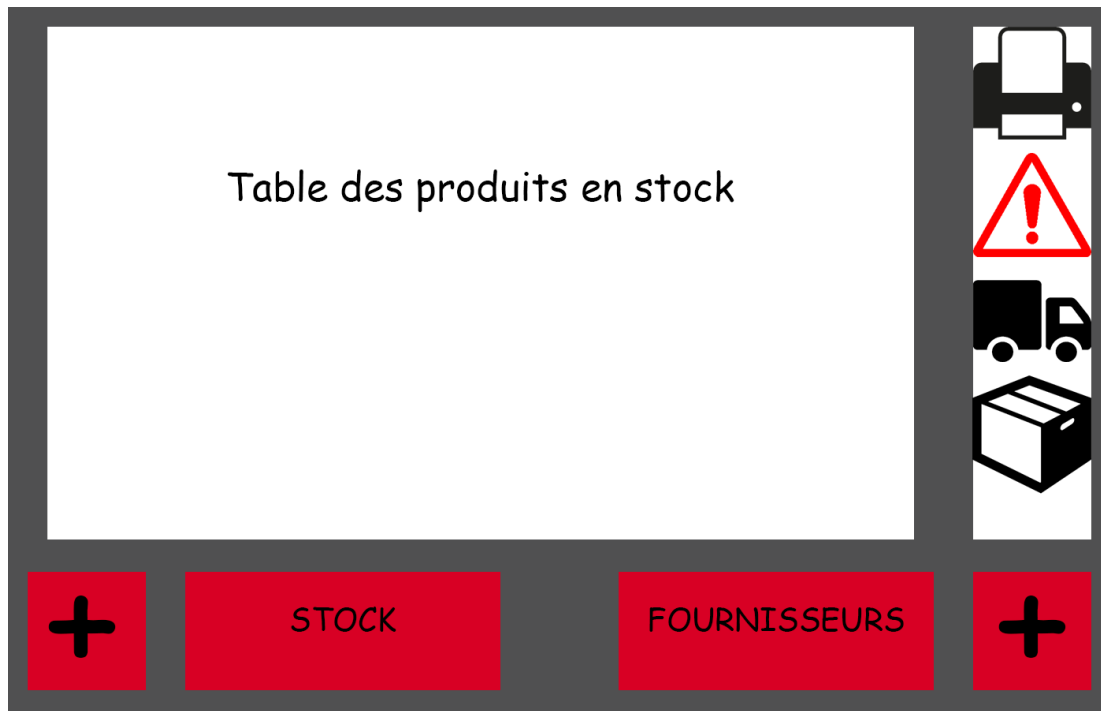 Table des produits en stock
+
STOCK
FOURNISSEURS
+